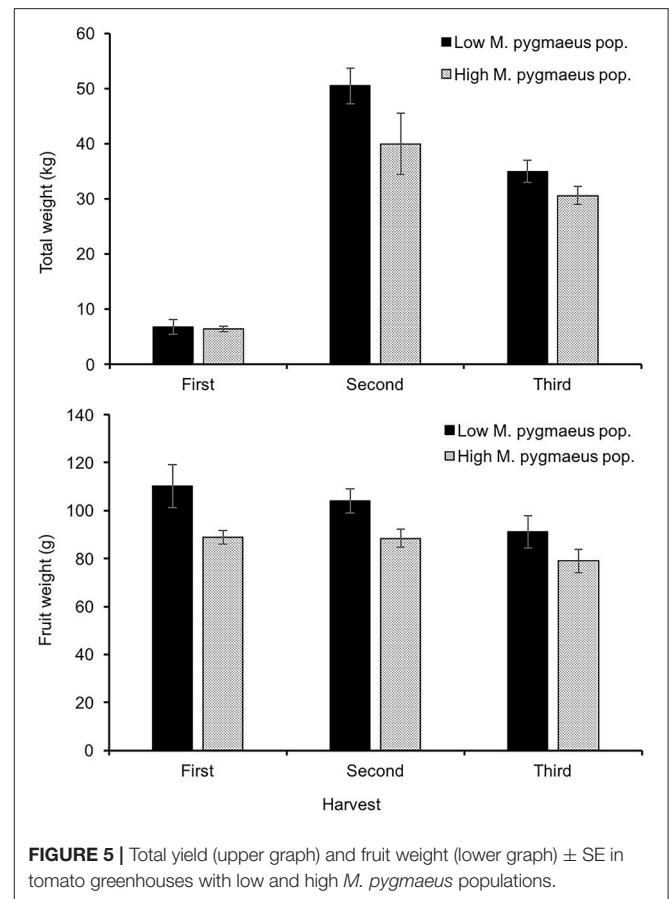 Total weight (kg)
60
50
40
30
20
10
0
Low M. pygmaeus pop.
High M. pygmaeus pop.
First Second Third
Fruit weight (g)
140
120
100
80
60
40
20
0
Low M. pygmaeus pop.
High M. pygmaeus pop.
First Second Third
Harvest
FIGURE 5 | Total yield (upper graph) and fruit weight (lower graph) ± SE in
tomato greenhouses with low and high M. pygmaeus populations.